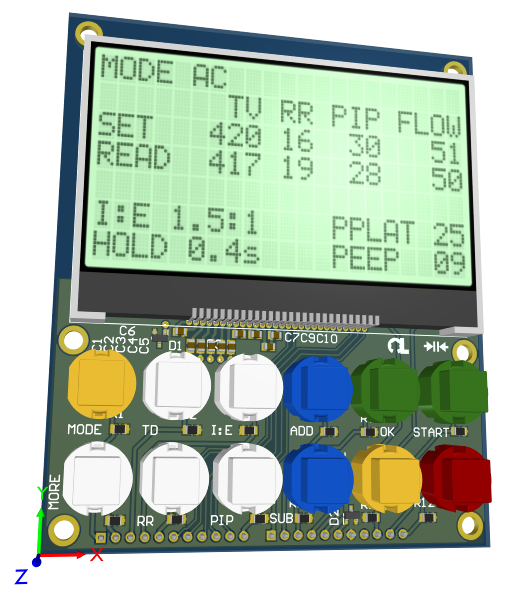 MODE AC
TV RR PIP FLOW
SET 420 16 30 51
READ 417 19 28 50
I:E 1.5:1 PPLAT 25
HOLD 0.4s PEEP 09
C6
C1
C2
C3
C4
C5
D1
C7C9C10
MODE TD I:E ADD OK START
MORE
RR PIP SUB
Y
X
Z